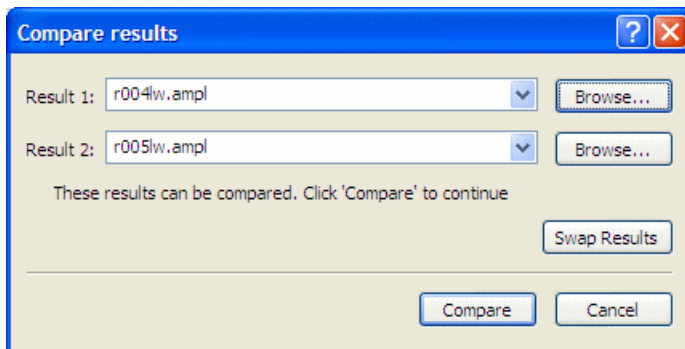 Compare results
Result 1: r004lw.ampl Browse...
Result 2: r005lw.ampl Browse...
These results can be compared. Click 'Compare' to continue
Swap Results
Compare Cancel